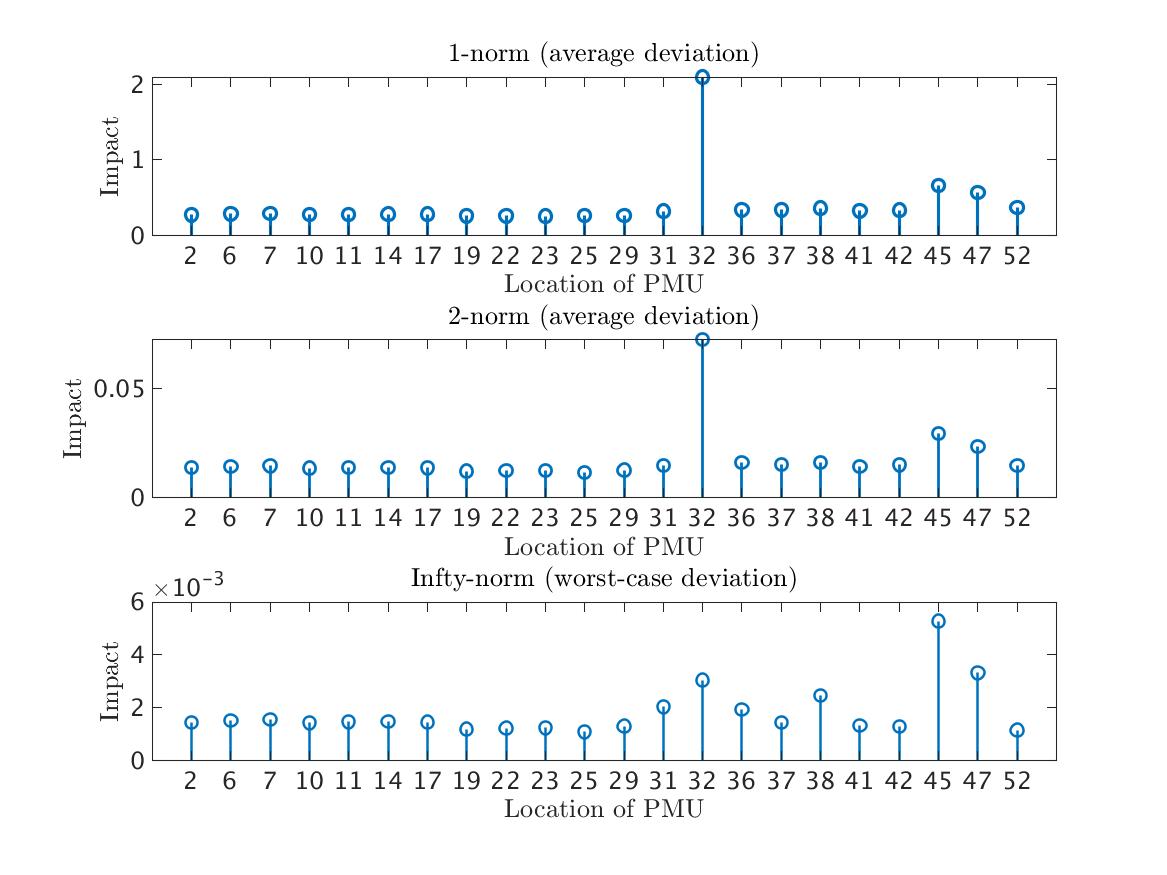 1-norm (average deviation)
2
1
0
Impact
2 6 7 10 11 14 17 19 22 23 25 29 31 32 36 37 38 41 42 45 47 52
Location of PMU
2-norm (average deviation)
0.05
0
Impact
2 6 7 10 11 14 17 19 22 23 25 29 31 32 36 37 38 41 42 45 47 52
Location of PMU
Infty-norm (worst-case deviation)
×10⁻³
6
4
2
0
Impact
2 6 7 10 11 14 17 19 22 23 25 29 31 32 36 37 38 41 42 45 47 52
Location of PMU